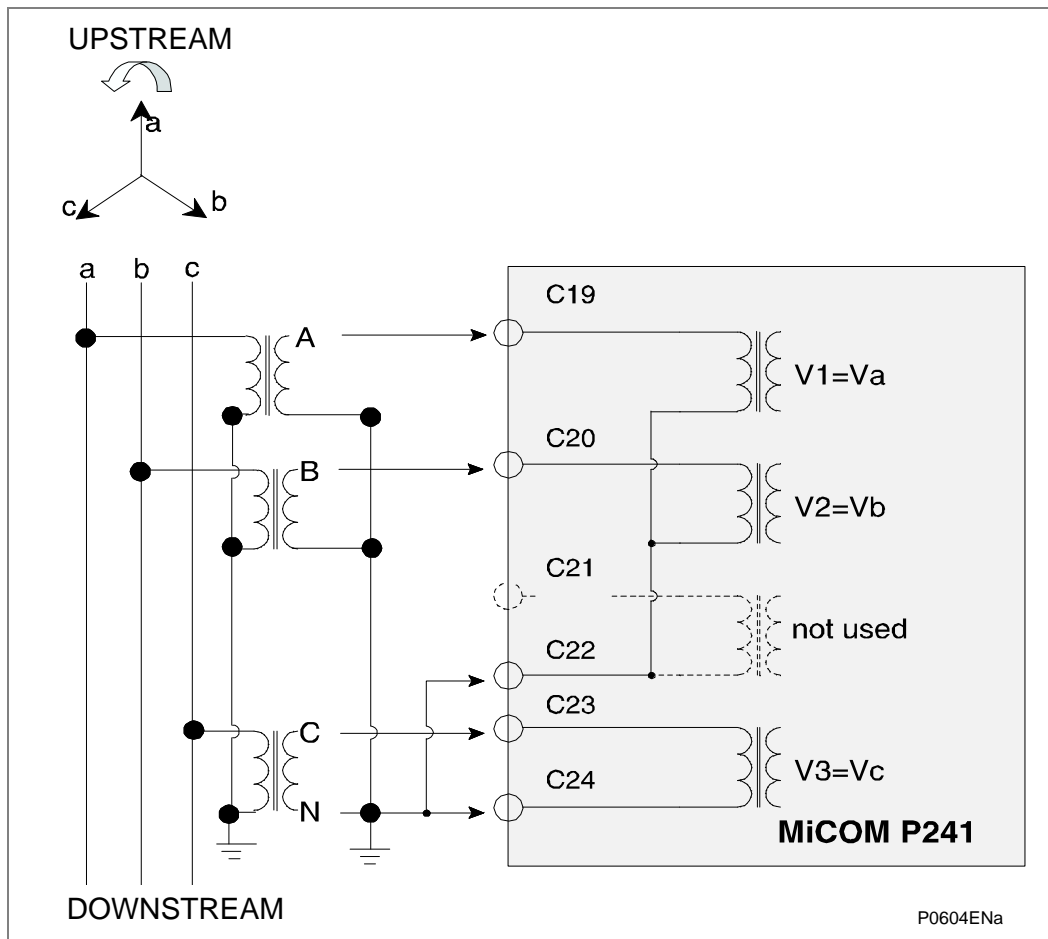 UPSTREAM
a
c
b
a b c
A
C19
V1=Va
B
C20
V2=Vb
C21
not used
C22
C
C23
N
C24
V3=Vc
MiCOM P241
DOWNSTREAM
P0604ENa